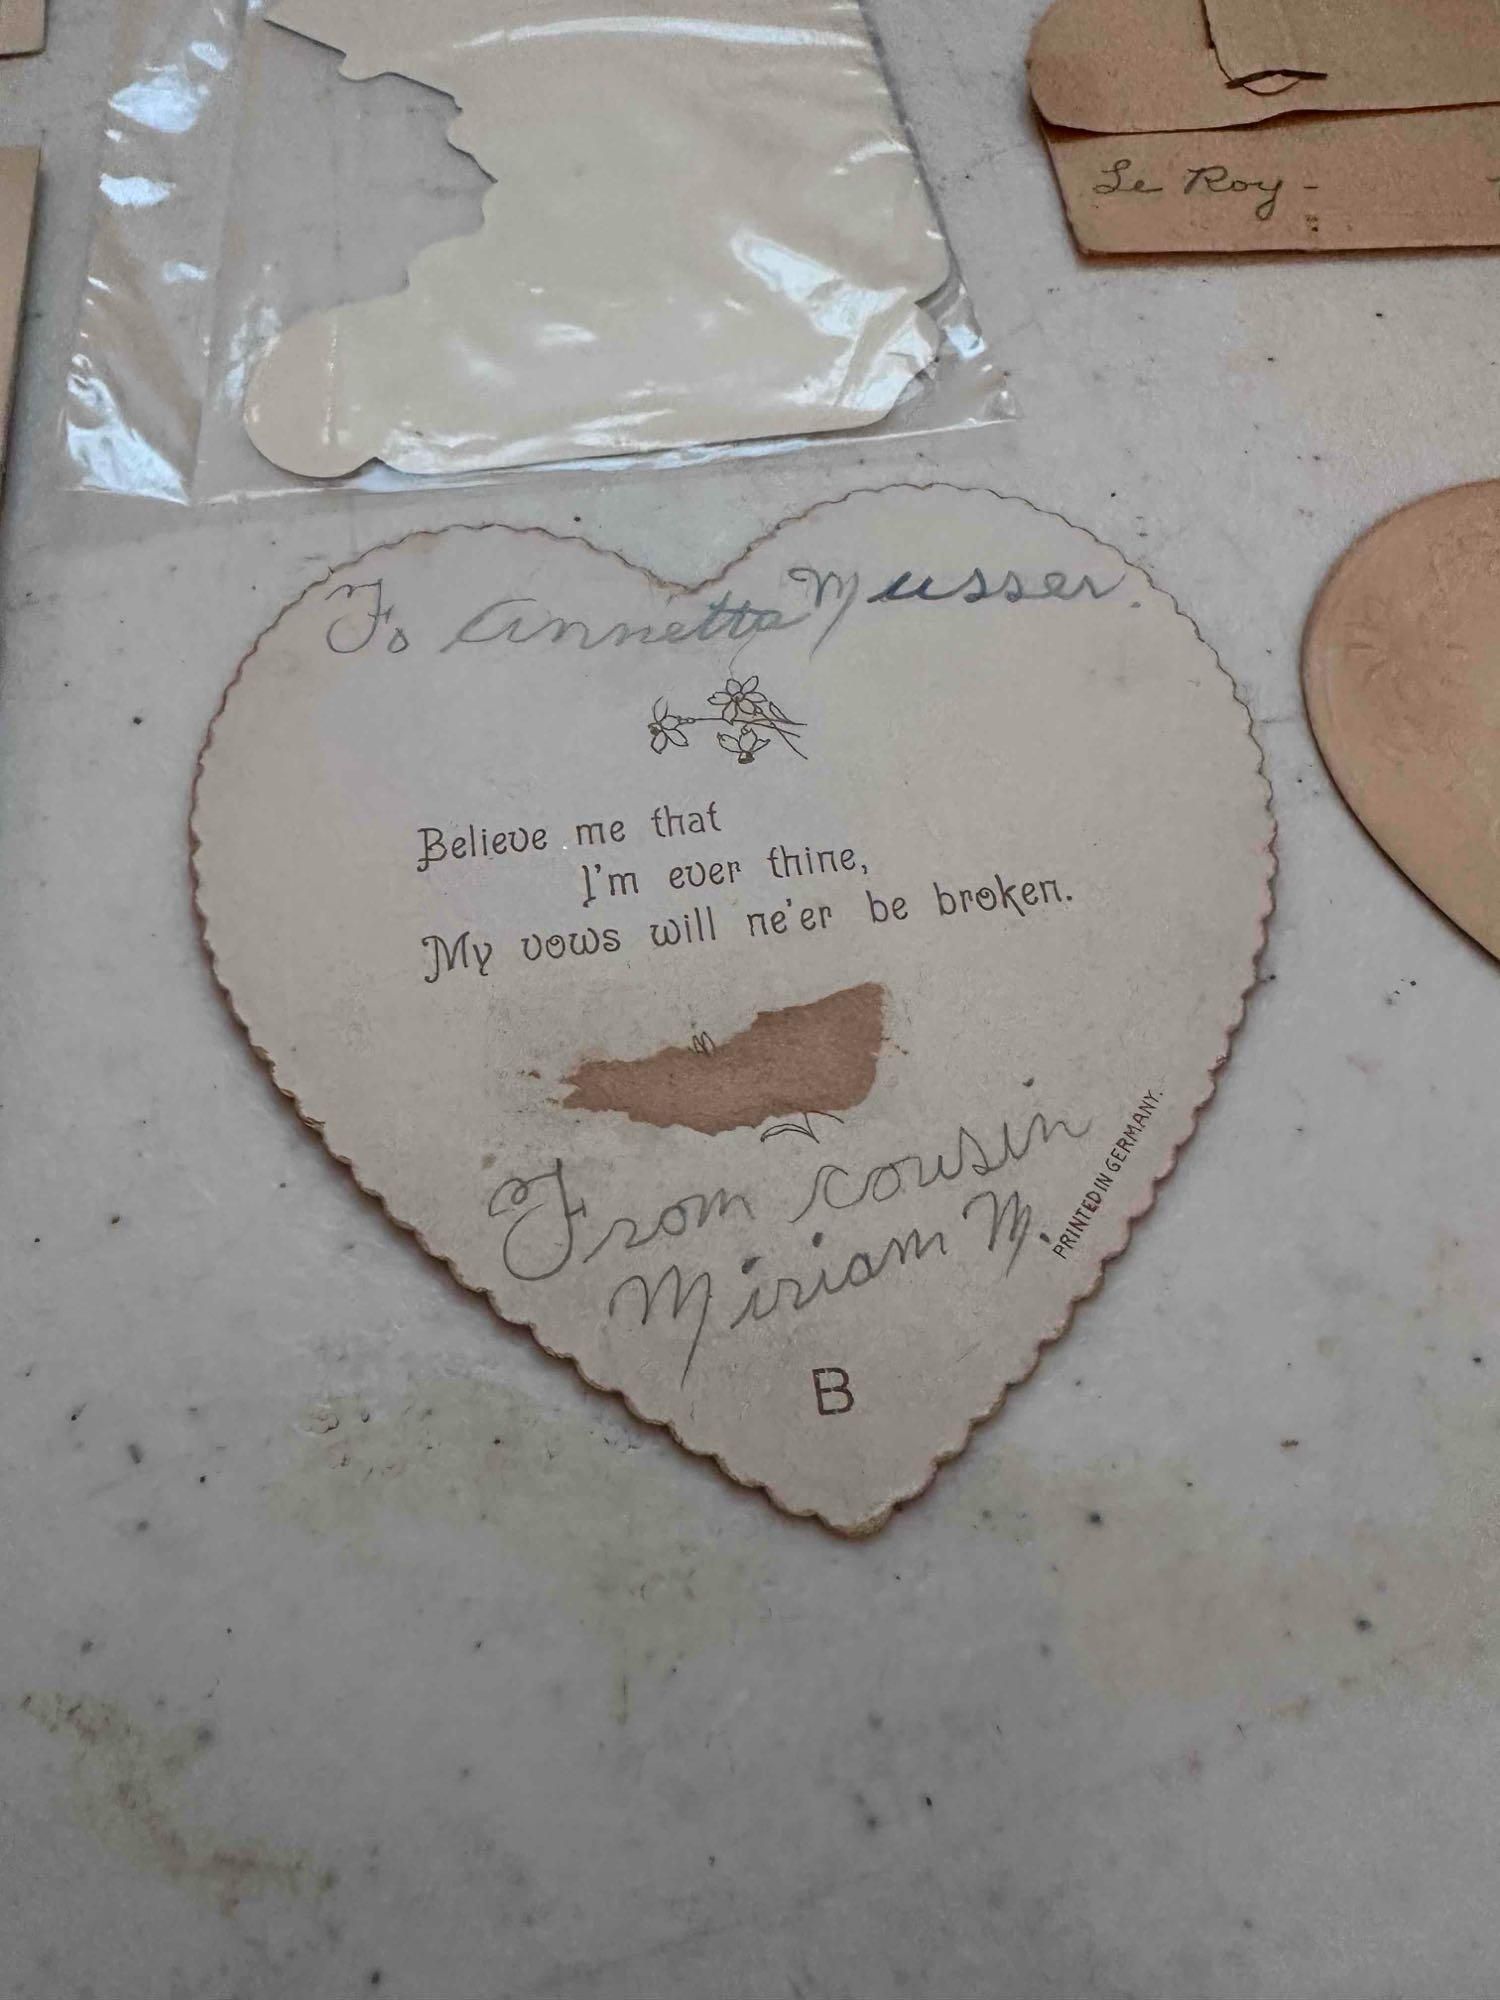 Le Roy -
To Annetta Musser.
Believe me that
I'm ever thine,
My vows will ne'er be broken.
From cousin
Miriam M.
PRINTED IN GERMANY.
B